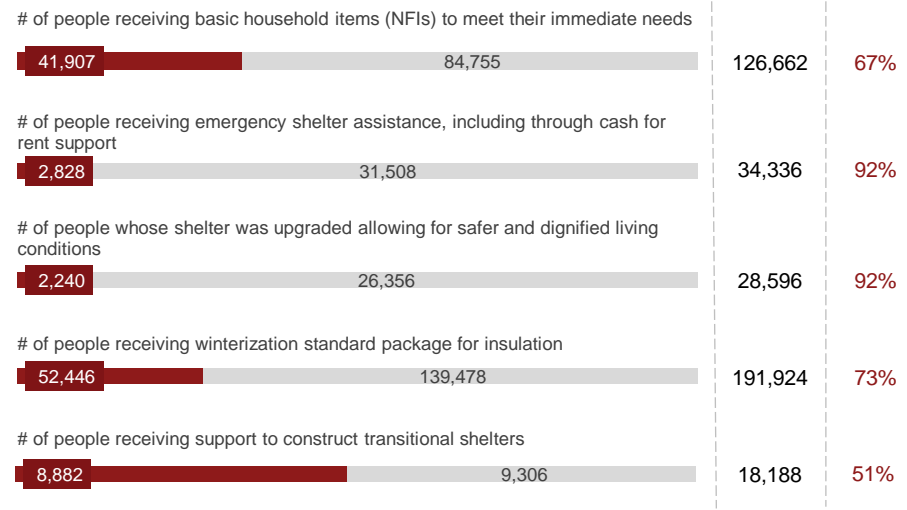 # of people receiving basic household items (NFIs) to meet their immediate needs
41,907 84,755 126,662 67%
# of people receiving emergency shelter assistance, including through cash for
rent support
2,828 31,508 34,336 92%
# of people whose shelter was upgraded allowing for safer and dignified living
conditions
2,240 26,356 28,596 92%
# of people receiving winterization standard package for insulation
52,446 139,478 191,924 73%
# of people receiving support to construct transitional shelters
8,882 9,306 18,188 51%